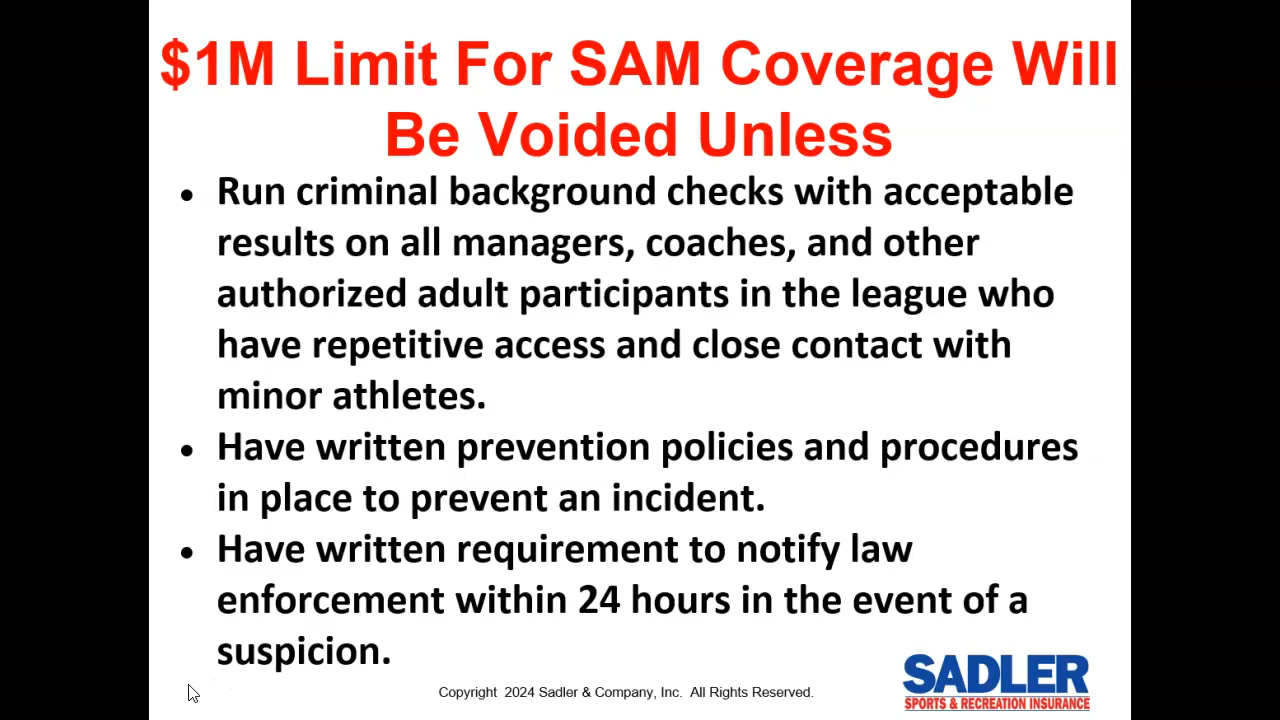 $1M Limit For SAM Coverage Will
Be Voided Unless
• Run criminal background checks with acceptable
results on all managers, coaches, and other
authorized adult participants in the league who
have repetitive access and close contact with
minor athletes.
• Have written prevention policies and procedures
in place to prevent an incident.
• Have written requirement to notify law
enforcement within 24 hours in the event of a
suspicion.
Copyright 2024 Sadler & Company, Inc. All Rights Reserved.
SADLER
SPORTS & RECREATION INSURANCE